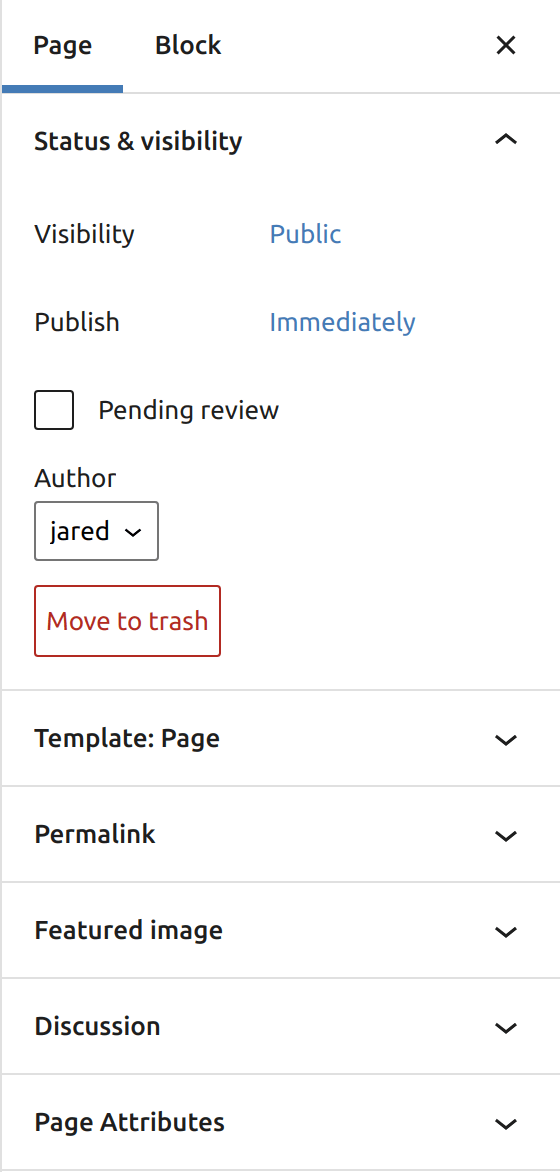 Page Block
Status & visibility
Visibility Public
Publish Immediately
Pending review
Author
jared
Move to trash
Template: Page
Permalink
Featured image
Discussion
Page Attributes